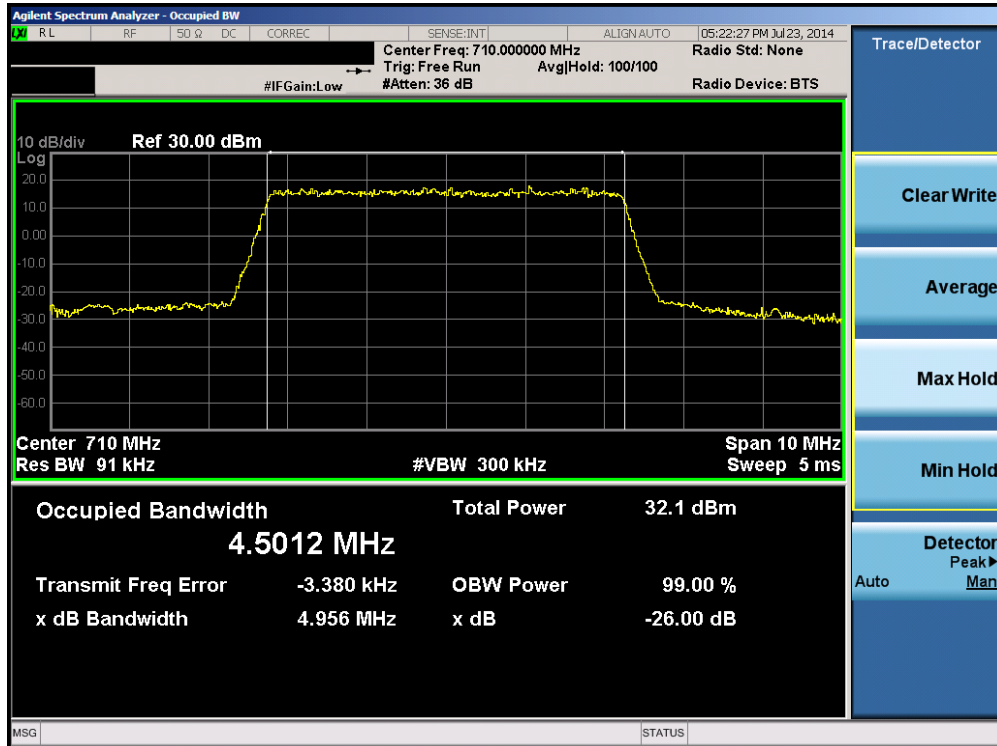 Agilent Spectrum Analyzer - Occupied BW
LXI RL RF 50 Ω DC CORREC SENSE:INT ALIGN AUTO 05:22:27 PM Jul 23, 2014
Center Freq: 710.000000 MHz Radio Std: None
Trig: Free Run Avg|Hold: 100/100
#IFGain:Low #Atten: 36 dB Radio Device: BTS
10 dB/div Ref 30.00 dBm
Log
20.0
10.0
0.00
-10.0
-20.0
-30.0
-40.0
-50.0
-60.0
Center 710 MHz Span 10 MHz
Res BW 91 kHz #VBW 300 kHz Sweep 5 ms
Occupied Bandwidth Total Power 32.1 dBm
4.5012 MHz
Transmit Freq Error -3.380 kHz OBW Power 99.00 %
x dB Bandwidth 4.956 MHz x dB -26.00 dB
MSG STATUS
Trace/Detector
Clear Write
Average
Max Hold
Min Hold
Detector
Peak▶
Auto Man